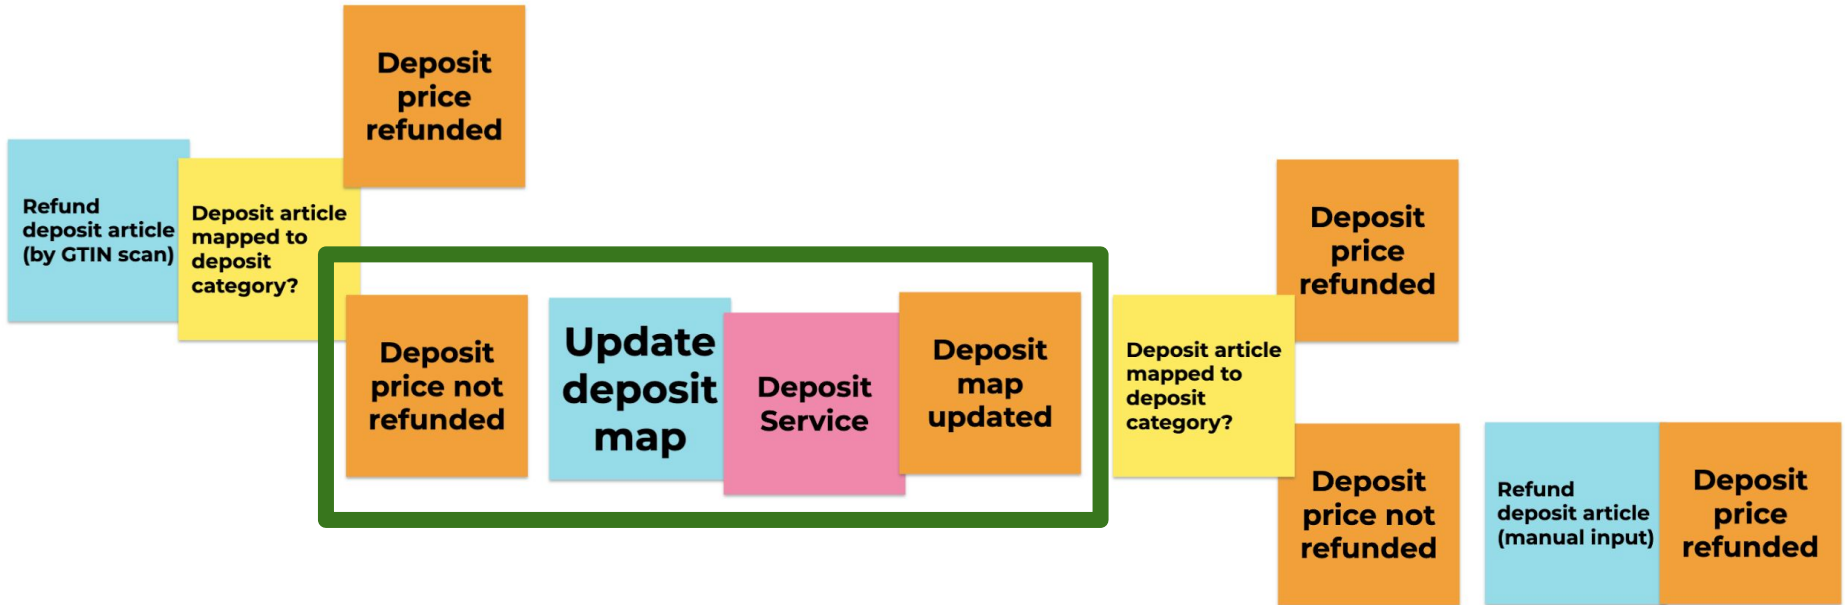 Deposit
price
refunded
Refund
deposit article
(by GTIN scan)
Deposit article
mapped to
deposit
category?
Deposit
price not
refunded
Update
deposit
map
Deposit
Service
Deposit
map
updated
Deposit article
mapped to
deposit
category?
Deposit
price
refunded
Deposit
price not
refunded
Refund
deposit article
(manual input)
Deposit
price
refunded